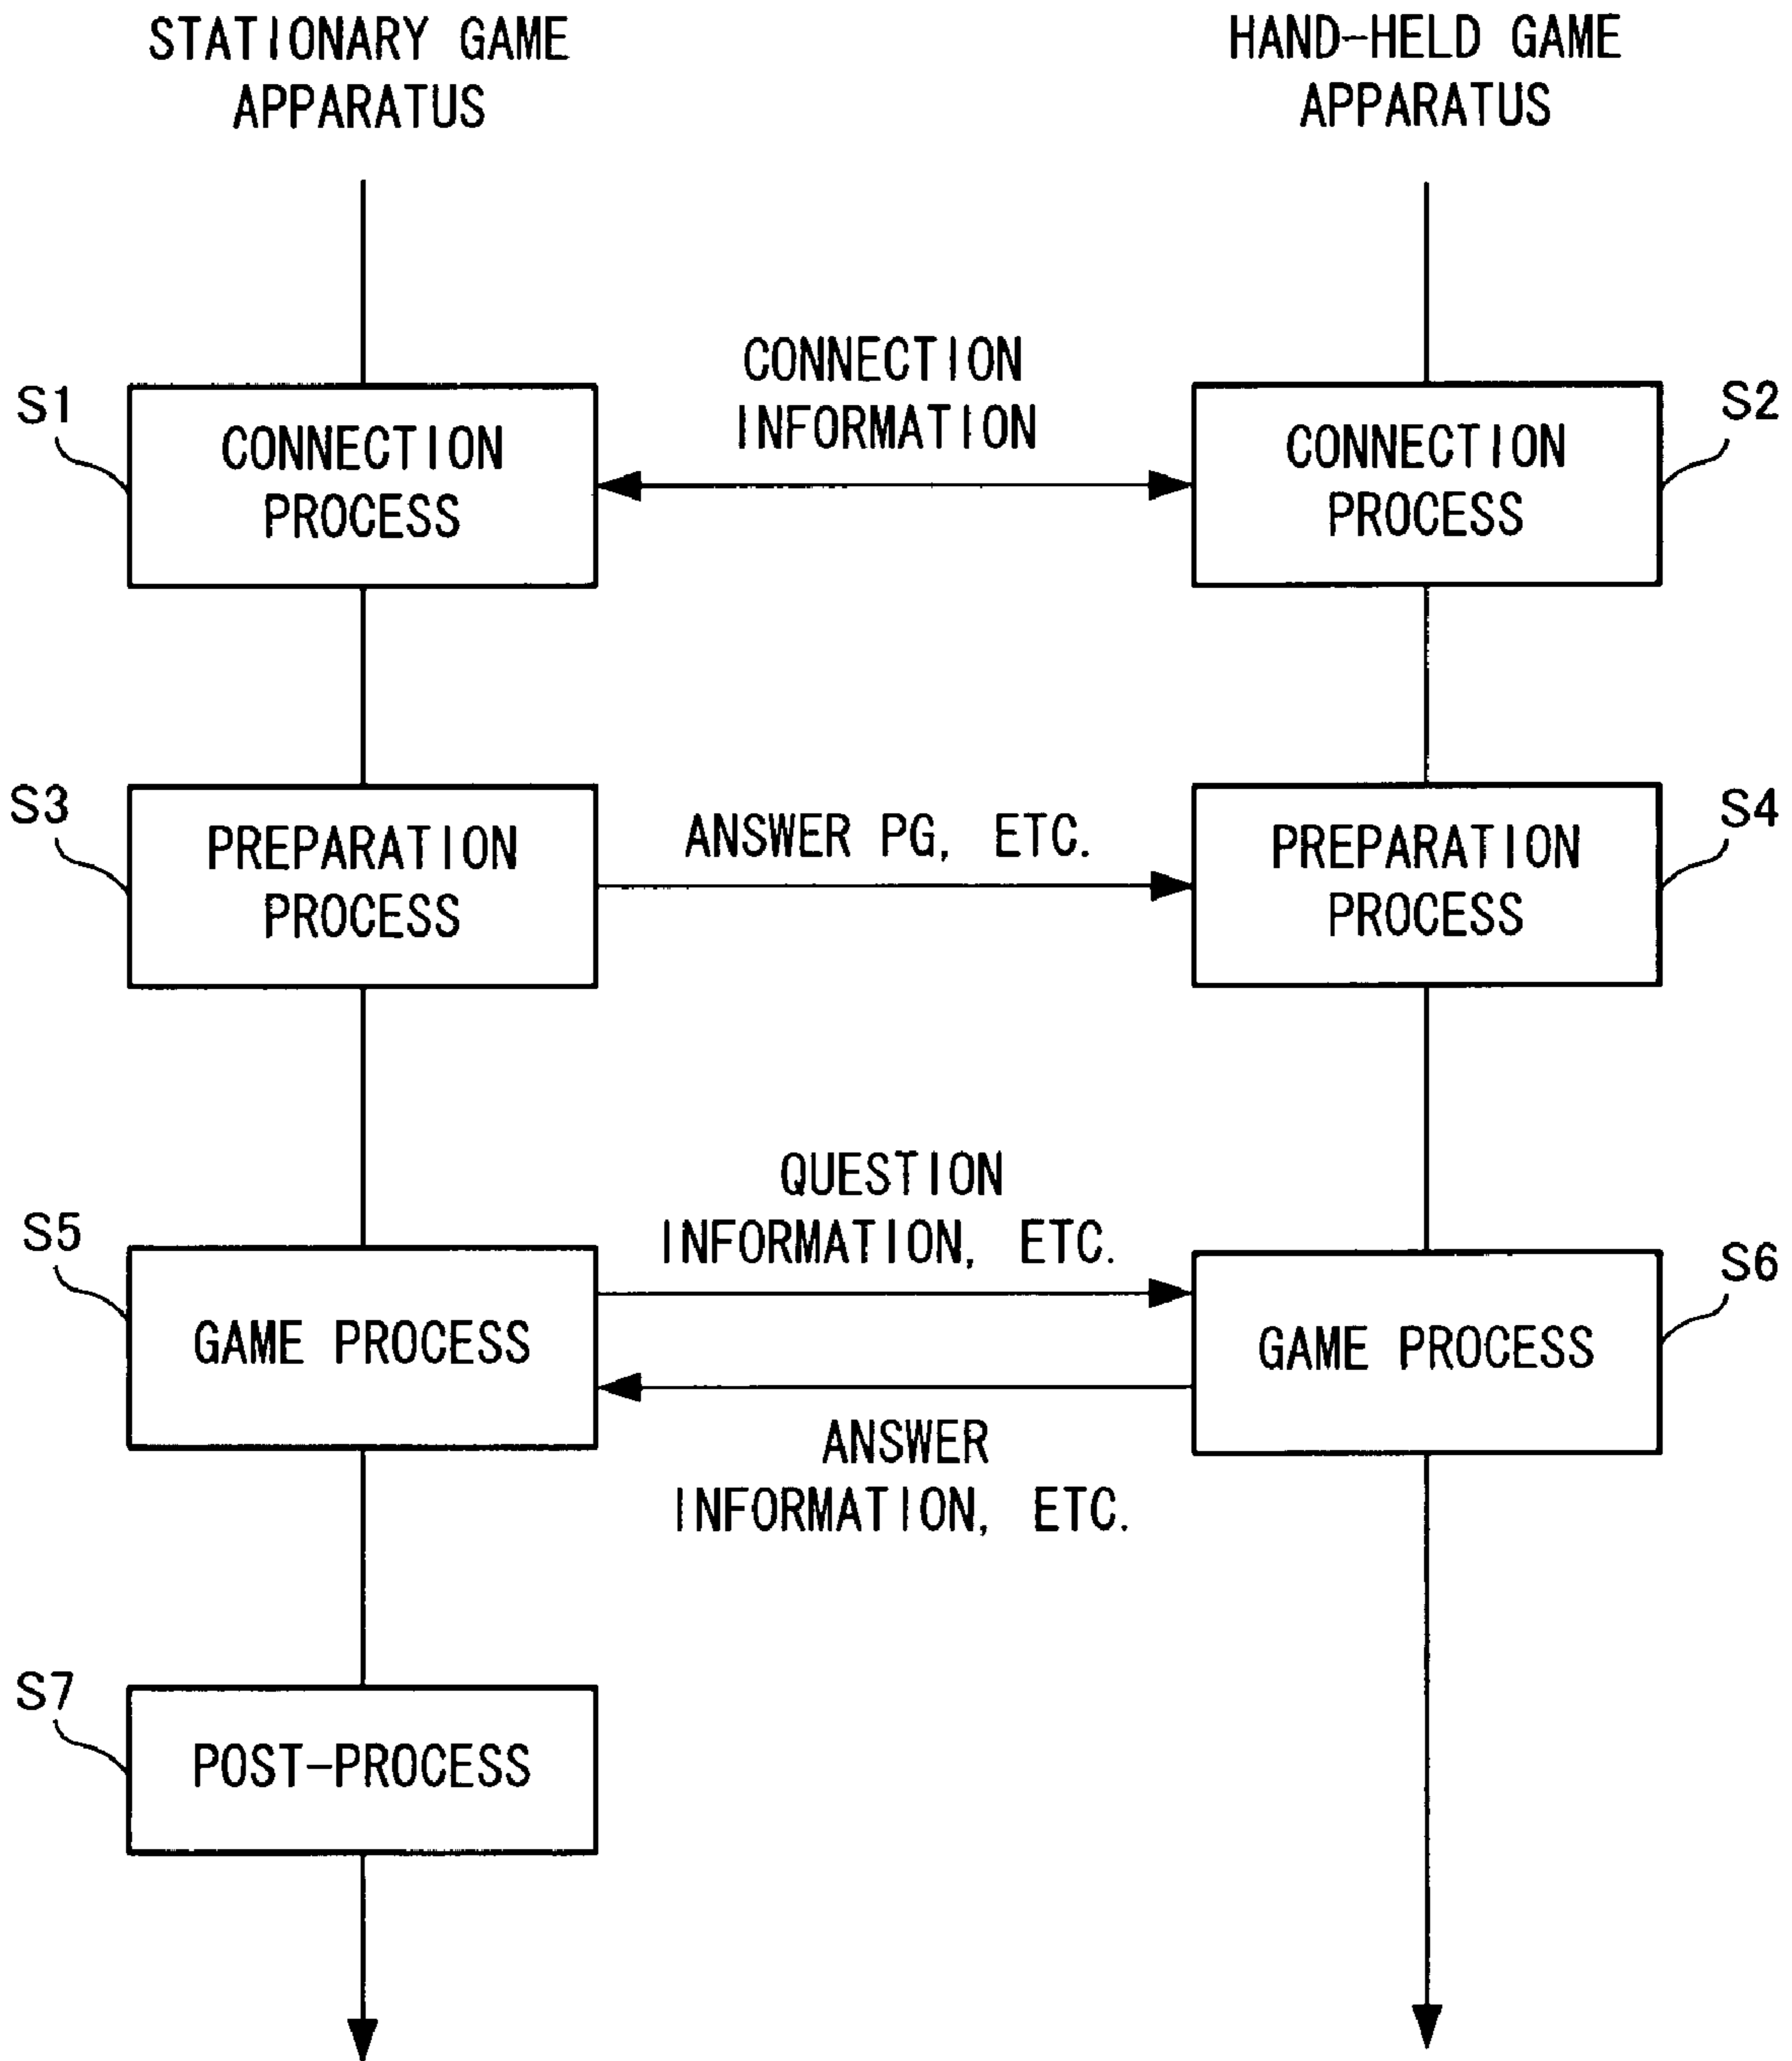 STATIONARY GAME
APPARATUS
HAND-HELD GAME
APPARATUS
CONNECTION
INFORMATION
S1
CONNECTION
PROCESS
S2
CONNECTION
PROCESS
S3
PREPARATION
PROCESS
ANSWER PG, ETC.
S4
PREPARATION
PROCESS
QUESTION
INFORMATION, ETC.
S5
GAME PROCESS
S6
GAME PROCESS
ANSWER
INFORMATION, ETC.
S7
POST-PROCESS